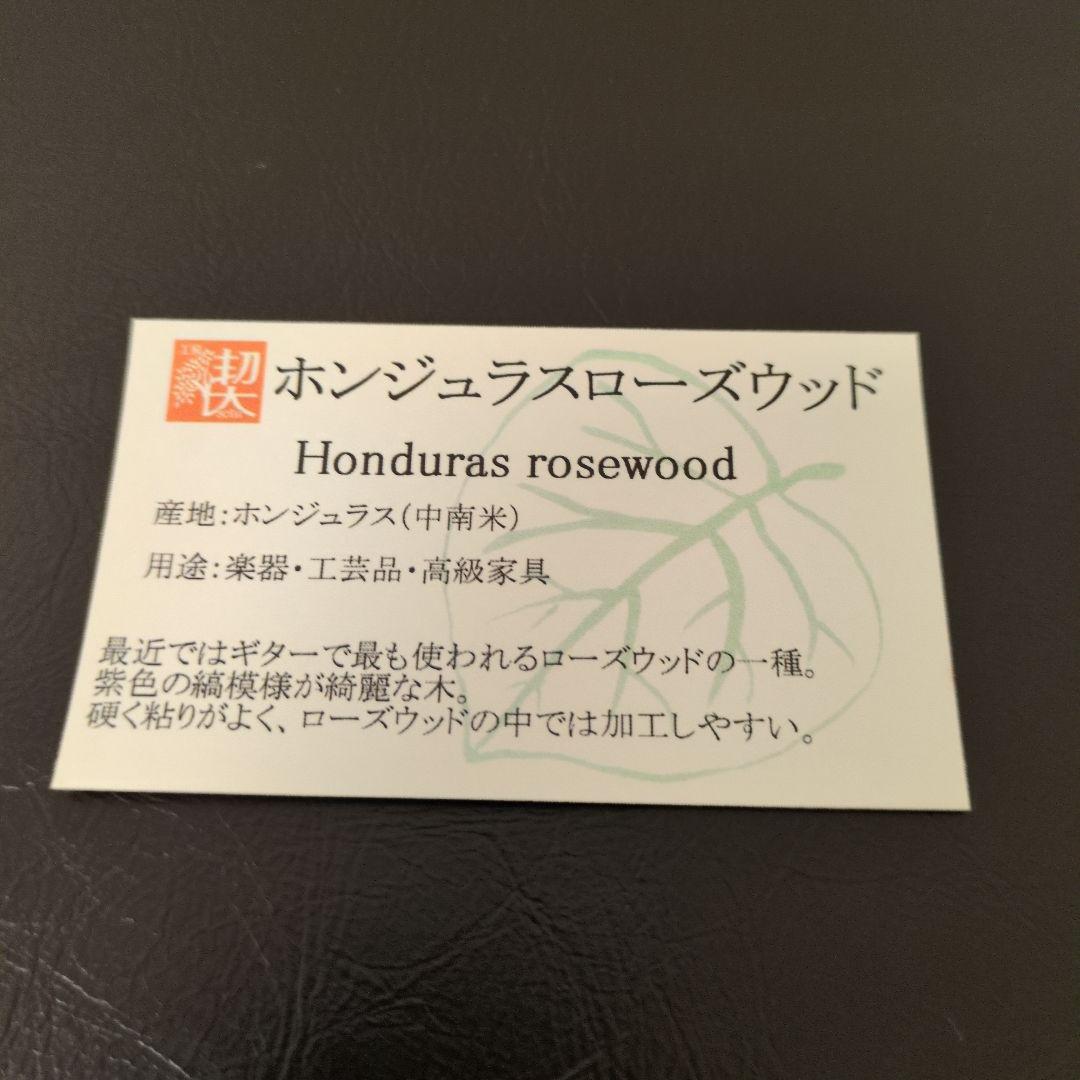 工房
楔
ホンジュラスローズウッド
Honduras rosewood
産地：ホンジュラス（中南米）
用途：楽器・工芸品・高級家具
最近ではギターで最も使われるローズウッドの一種。
紫色の縞模様が綺麗な木。
硬く粘りがよく、ローズウッドの中では加工しやすい。